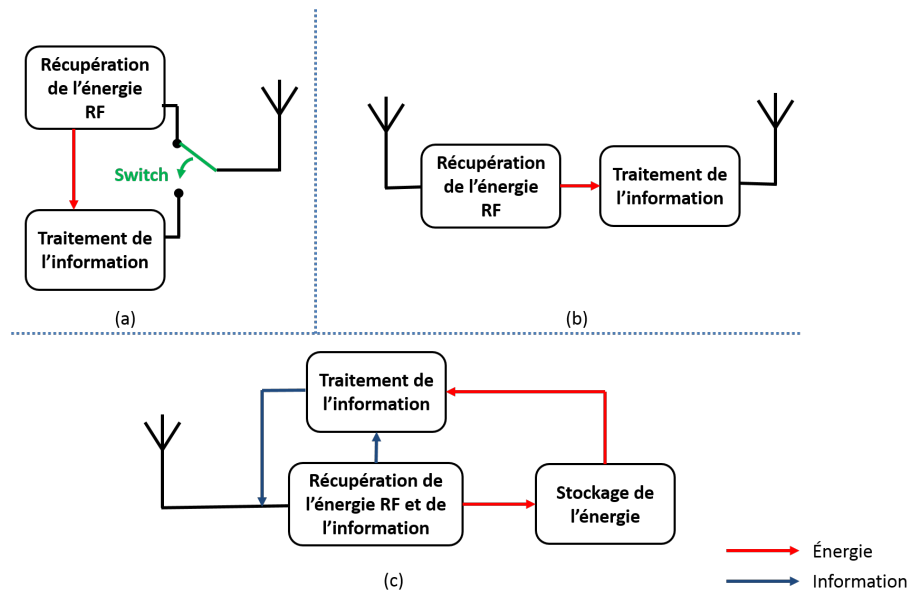 Récupération
de l'énergie
RF
Switch
Traitement de
l'information
(a)
Récupération
de l'énergie
RF
Traitement de
l'information
(b)
Traitement de
l'information
Récupération de
l'énergie RF et de
l'information
Stockage de
l'énergie
(c)
Énergie
Information